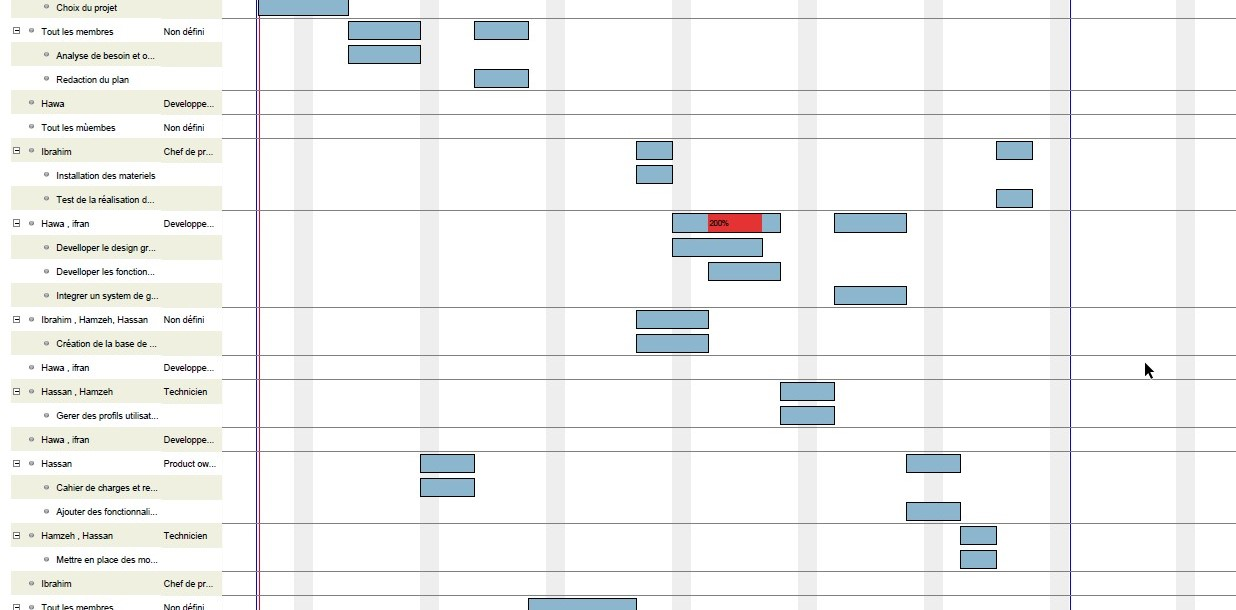 Choix du projet
Tout les membres Non défini
Analyse de besoin et o...
Redaction du plan
Hawa Developpe...
Tout les mùembes Non défini
Ibrahim Chef de pr...
Installation des materiels
Test de la réalisation d...
Hawa , ifran Developpe... 200%
Develloper le design gr...
Developper les fonction...
Integrer un system de g...
Ibrahim , Hamzeh, Hassan Non défini
Création de la base de ...
Hawa , ifran Developpe...
Hassan , Hamzeh Technicien
Gerer des profils utilisat...
Hawa , ifran Developpe...
Hassan Product ow...
Cahier de charges et re...
Ajouter des fonctionnali...
Hamzeh , Hassan Technicien
Mettre en place des mo...
Ibrahim Chef de pr...
Tout les membres Non défini